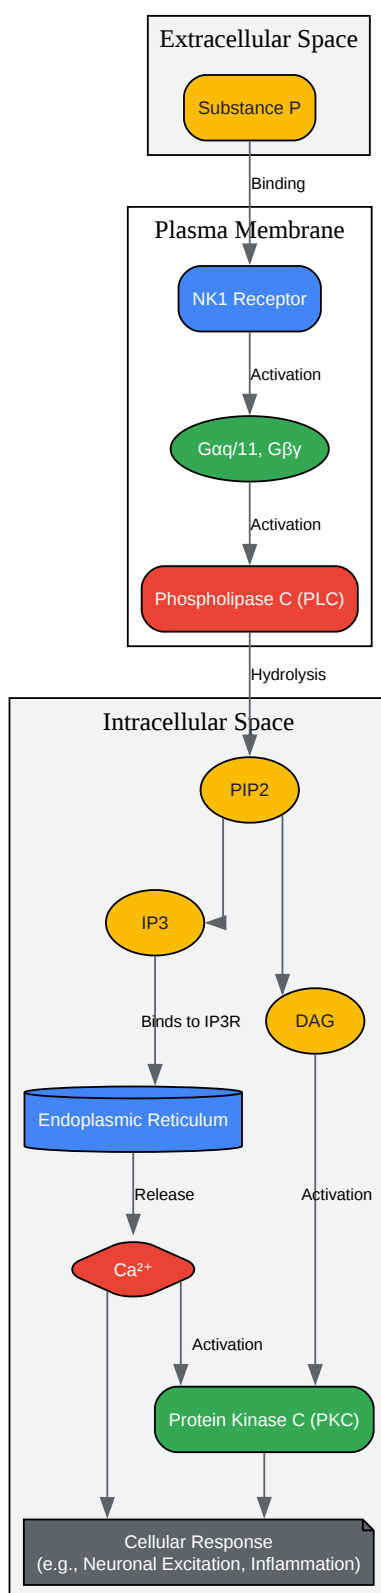 Extracellular Space
Substance P
Binding
Plasma Membrane
NK1 Receptor
Activation
Gαq/11, Gβγ
Activation
Phospholipase C (PLC)
Hydrolysis
Intracellular Space
PIP2
IP3
DAG
Binds to IP3R
Endoplasmic Reticulum
Release
Activation
Ca²⁺
Activation
Protein Kinase C (PKC)
Cellular Response
(e.g., Neuronal Excitation, Inflammation)